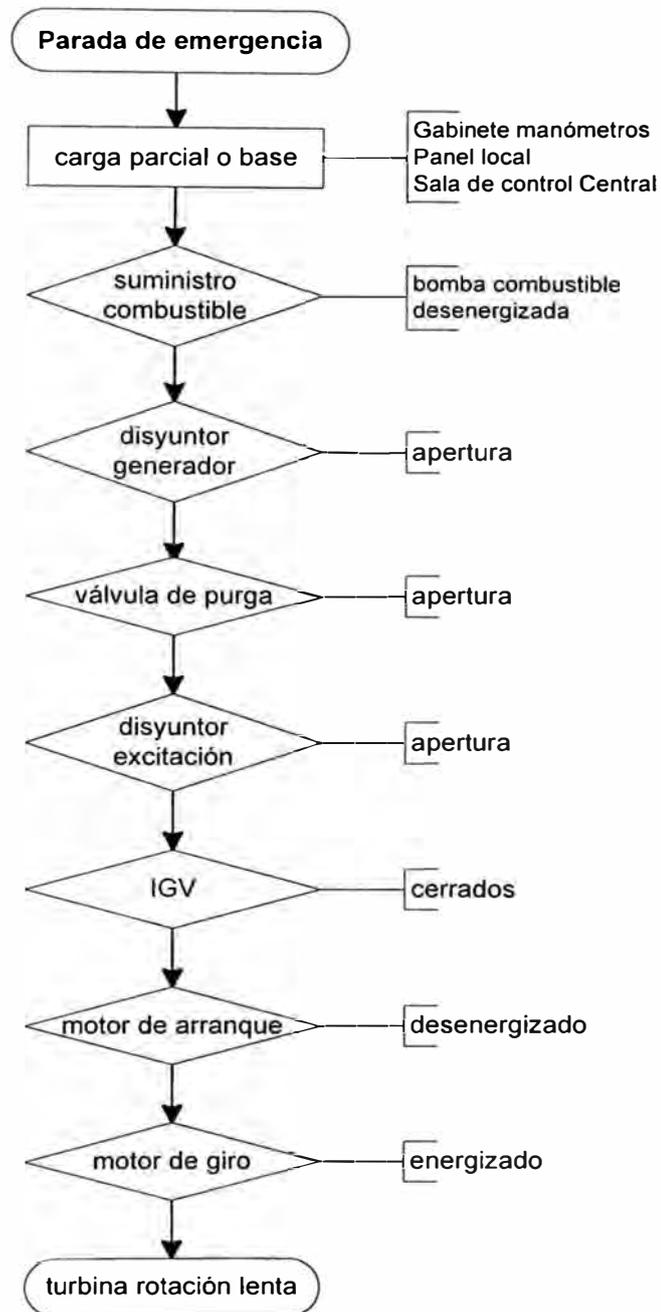 Parada de emergencia
carga parcial o base
Gabinete manómetros
Panel local
Sala de control Central
suministro
combustible
bomba combustible
desenergizada
disyuntor
generador
apertura
válvula de purga
apertura
disyuntor
excitación
apertura
IGV
cerrados
motor de arranque
desenergizado
motor de giro
energizado
turbina rotación lenta